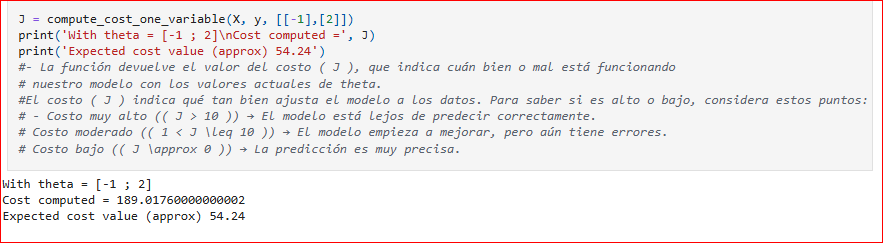 J = compute_cost_one_variable(X, y, [[-1],[2]])
print('With theta = [-1 ; 2]\nCost computed =', J)
print('Expected cost value (approx) 54.24')
#- La función devuelve el valor del costo ( J ), que indica cuán bien o mal está funcionando
# nuestro modelo con los valores actuales de theta.
#El costo ( J ) indica qué tan bien ajusta el modelo a los datos. Para saber si es alto o bajo, considera estos puntos:
# - Costo muy alto (( J > 10 )) → El modelo está lejos de predecir correctamente.
# Costo moderado (( 1 < J \leq 10 )) → El modelo empieza a mejorar, pero aún tiene errores.
# Costo bajo (( J \approx 0 )) → La predicción es muy precisa.
With theta = [-1 ; 2]
Cost computed = 189.01760000000002
Expected cost value (approx) 54.24